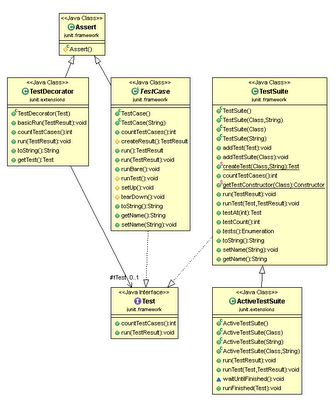 <<Java Class>>
Assert
junit.framework
Assert()
<<Java Class>>
TestDecorator
junit.extensions
TestDecorator(Test)
basicRun(TestResult):void
countTestCases():int
run(TestResult):void
toString():String
getTest():Test
<<Java Class>>
TestCase
junit.framework
TestCase()
TestCase(String)
countTestCases():int
createResult():TestResult
run():TestResult
run(TestResult):void
runBare():void
runTest():void
setUp():void
tearDown():void
toString():String
getName():String
setName(String):void
<<Java Class>>
TestSuite
junit.framework
TestSuite()
TestSuite(Class,String)
TestSuite(Class)
TestSuite(String)
addTest(Test):void
addTestSuite(Class):void
createTest(Class,String):Test
countTestCases():int
getTestConstructor(Class):Constructor
run(TestResult):void
runTest(Test,TestResult):void
testAt(int):Test
testCount():int
tests():Enumeration
toString():String
setName(String):void
getName():String
#fTest 0..1
<<Java Interface>>
Test
junit.framework
countTestCases():int
run(TestResult):void
<<Java Class>>
ActiveTestSuite
junit.extensions
ActiveTestSuite()
ActiveTestSuite(Class)
ActiveTestSuite(String)
ActiveTestSuite(Class,String)
run(TestResult):void
runTest(Test,TestResult):void
waitUntilFinished():void
runFinished(Test):void